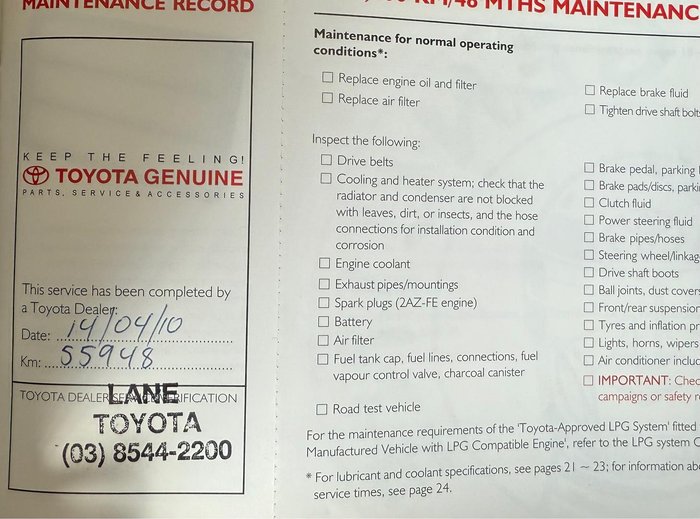 MAINTENANCE RECORD
KEEP THE FEELING!
TOYOTA GENUINE
PARTS, SERVICE & ACCESSORIES
This service has been completed by
a Toyota Dealer:
Date: 14/04/10
Km: 55948
TOYOTA DEALER SERVICE VERIFICATION
LANE
TOYOTA
(03) 8544-2200
KM/48 MTHS MAINTENANC
Maintenance for normal operating
conditions*:
Replace engine oil and filter
Replace air filter
Replace brake fluid
Tighten drive shaft bolts
Inspect the following:
Drive belts
Cooling and heater system; check that the
radiator and condenser are not blocked
with leaves, dirt, or insects, and the hose
connections for installation condition and
corrosion
Engine coolant
Exhaust pipes/mountings
Spark plugs (2AZ-FE engine)
Battery
Air filter
Fuel tank cap, fuel lines, connections, fuel
vapour control valve, charcoal canister
Road test vehicle
Brake pedal, parking
Brake pads/discs, parki
Clutch fluid
Power steering fluid
Brake pipes/hoses
Steering wheel/linkag
Drive shaft boots
Ball joints, dust covers
Front/rear suspension
Tyres and inflation pr
Lights, horns, wipers
Air conditioner includ
IMPORTANT: Chec
campaigns or safety r
For the maintenance requirements of the 'Toyota-Approved LPG System' fitted
Manufactured Vehicle with LPG Compatible Engine', refer to the LPG system C
* For lubricant and coolant specifications, see pages 21 ~ 23; for information abo
service times, see page 24.